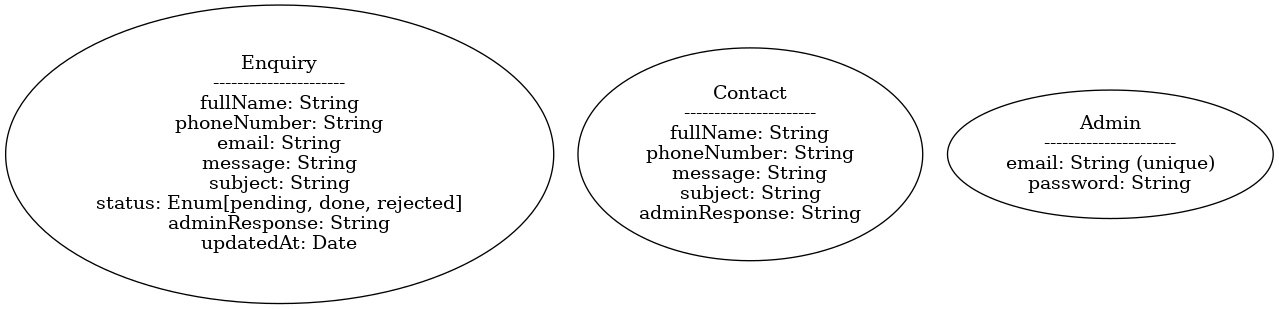 Enquiry
----------------------
fullName: String
phoneNumber: String
email: String
message: String
subject: String
status: Enum[pending, done, rejected]
adminResponse: String
updatedAt: Date
Contact
----------------------
fullName: String
phoneNumber: String
message: String
subject: String
adminResponse: String
Admin
----------------------
email: String (unique)
password: String